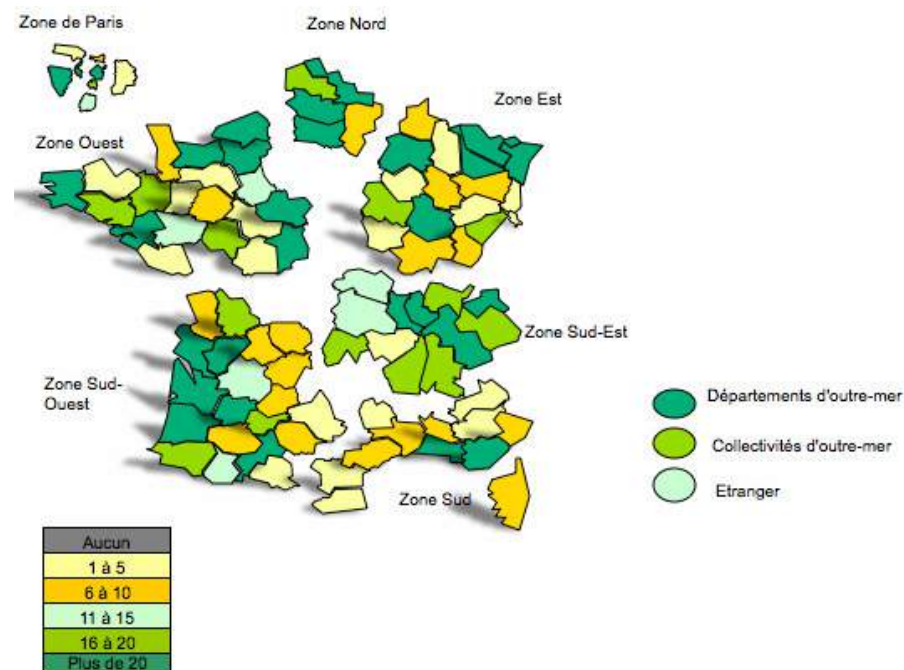 Zone de Paris
Zone Nord
Zone Est
Zone Ouest
Zone Sud-Est
Zone Sud-
Ouest
Zone Sud
Départements d'outre-mer
Collectivités d'outre-mer
Etranger
Aucun
1 à 5
6 à 10
11 à 15
16 à 20
Plus de 20